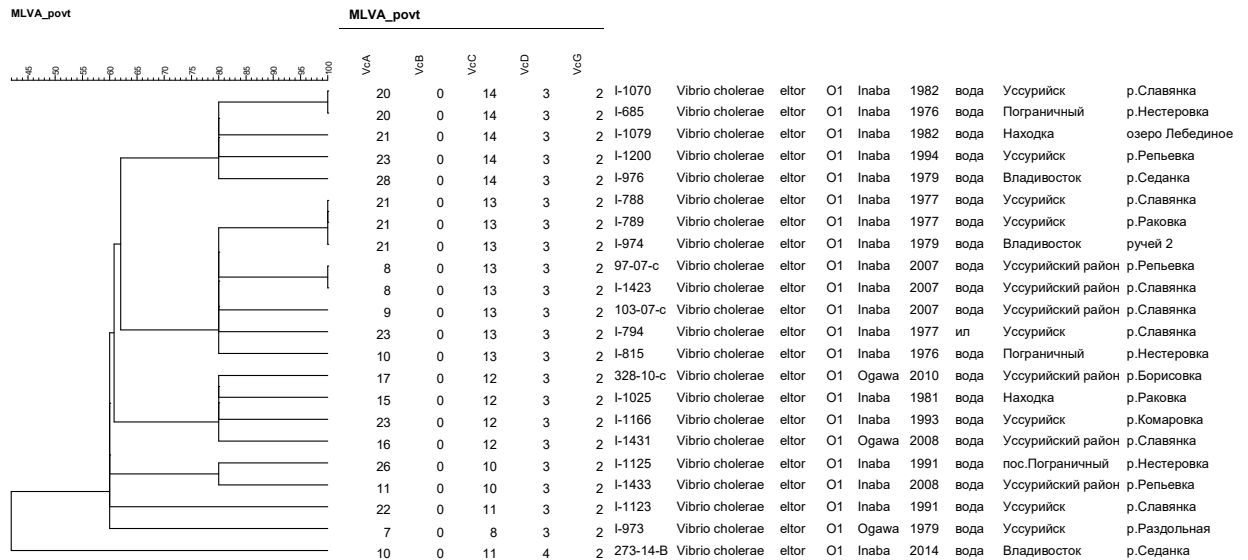 MLVA_povt MLVA_povt
VcA VcB VcC VcD VcG
45 50 55 60 65 70 75 80 85 90 95 100
20 0 14 3 2 I-1070 Vibrio cholerae eltor O1 Inaba 1982 вода Уссурийск р.Славянка
20 0 14 3 2 I-685 Vibrio cholerae eltor O1 Inaba 1976 вода Пограничный р.Нестеровка
21 0 14 3 2 I-1079 Vibrio cholerae eltor O1 Inaba 1982 вода Находка озеро Лебединое
23 0 14 3 2 I-1200 Vibrio cholerae eltor O1 Inaba 1994 вода Уссурийск р.Репьевка
28 0 14 3 2 I-976 Vibrio cholerae eltor O1 Inaba 1979 вода Владивосток р.Седанка
21 0 13 3 2 I-788 Vibrio cholerae eltor O1 Inaba 1977 вода Уссурийск р.Славянка
21 0 13 3 2 I-789 Vibrio cholerae eltor O1 Inaba 1977 вода Уссурийск р.Раковка
21 0 13 3 2 I-974 Vibrio cholerae eltor O1 Inaba 1979 вода Владивосток ручей 2
8 0 13 3 2 97-07-с Vibrio cholerae eltor O1 Inaba 2007 вода Уссурийский район р.Репьевка
8 0 13 3 2 I-1423 Vibrio cholerae eltor O1 Inaba 2007 вода Уссурийский район р.Славянка
9 0 13 3 2 103-07-с Vibrio cholerae eltor O1 Inaba 2007 вода Уссурийский район р.Славянка
23 0 13 3 2 I-794 Vibrio cholerae eltor O1 Inaba 1977 ил Уссурийск р.Славянка
10 0 13 3 2 I-815 Vibrio cholerae eltor O1 Inaba 1976 вода Пограничный р.Нестеровка
17 0 12 3 2 328-10-с Vibrio cholerae eltor O1 Ogawa 2010 вода Уссурийский район р.Борисовка
15 0 12 3 2 I-1025 Vibrio cholerae eltor O1 Inaba 1981 вода Находка р.Раковка
23 0 12 3 2 I-1166 Vibrio cholerae eltor O1 Inaba 1993 вода Уссурийск р.Комаровка
16 0 12 3 2 I-1431 Vibrio cholerae eltor O1 Ogawa 2008 вода Уссурийский район р.Славянка
26 0 10 3 2 I-1125 Vibrio cholerae eltor O1 Inaba 1991 вода пос.Пограничный р.Нестеровка
11 0 10 3 2 I-1433 Vibrio cholerae eltor O1 Inaba 2008 вода Уссурийский район р.Репьевка
22 0 11 3 2 I-1123 Vibrio cholerae eltor O1 Inaba 1991 вода Уссурийск р.Славянка
7 0 8 3 2 I-973 Vibrio cholerae eltor O1 Ogawa 1979 вода Уссурийск р.Раздольная
10 0 11 4 2 273-14-В Vibrio cholerae eltor O1 Inaba 2014 вода Владивосток р.Седанка